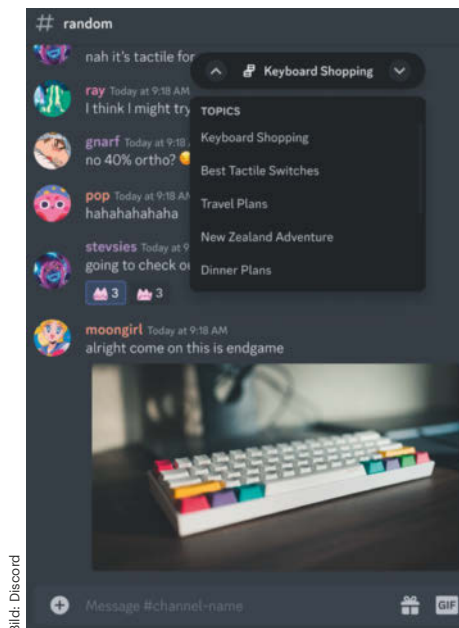 # random
nah it's tactile for
Keyboard Shopping
ray Today at 9:18 AM
I think I might try
TOPICS
Keyboard Shopping
Best Tactile Switches
Travel Plans
New Zealand Adventure
Dinner Plans
gnarf Today at 9:18
no 40% ortho?
pop Today at 9:18 AM
hahahahahaha
stevsies Today at 9
going to check
3 3
moongirl Today at 9:18 AM
alright come on this is endgame
Message #channel-name
GIF
Bild: Discord